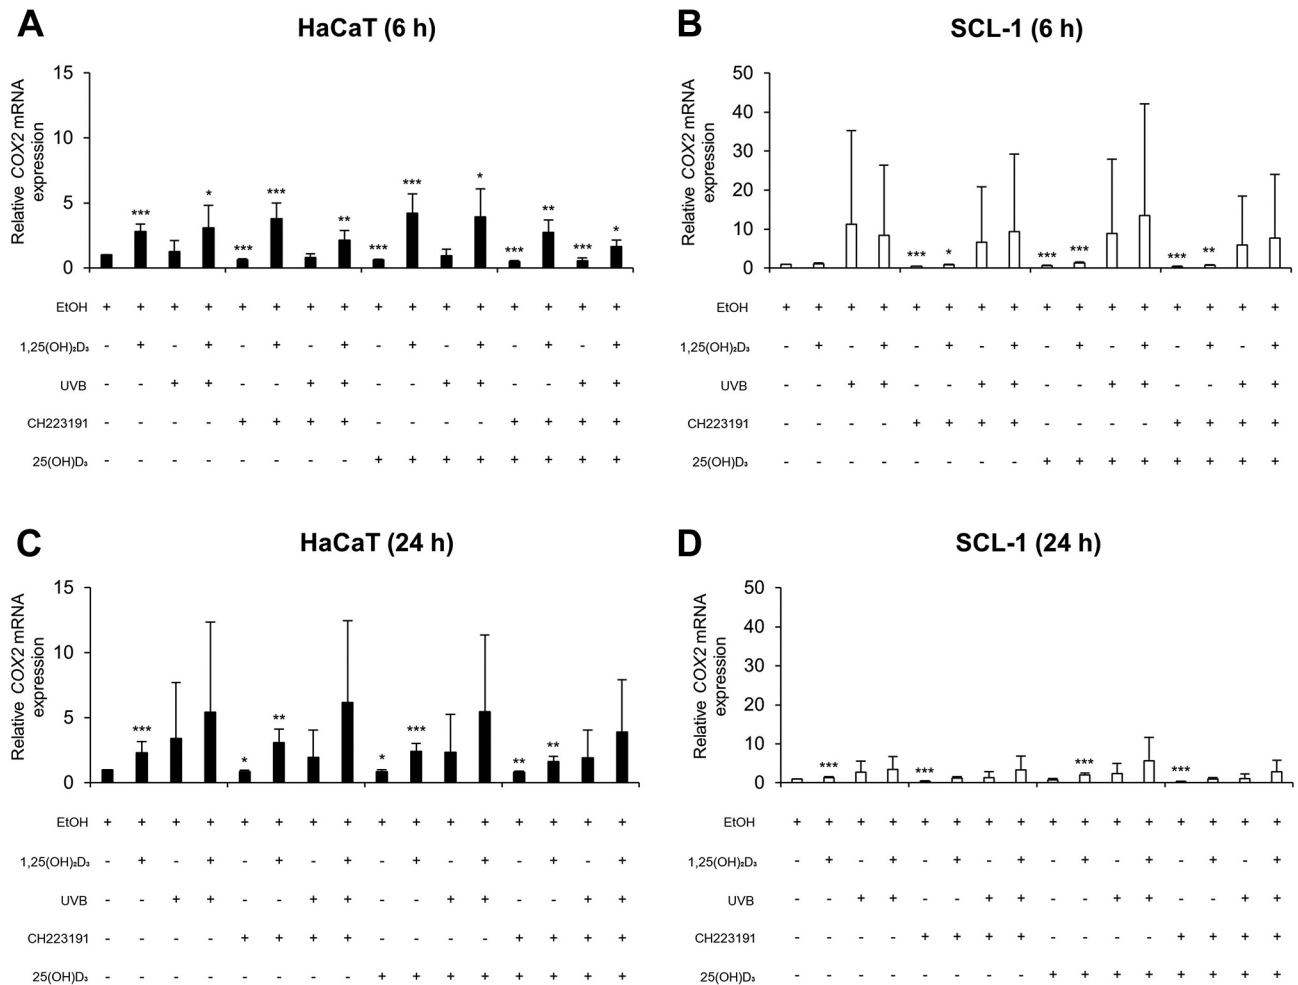 A
HaCaT (6 h)
Relative COX2 mRNA
expression
15
10
5
0
*** * *** *** ** *** *** * *** ** *** *
EtOH + + + + + + + + + + + + + + + +
1,25(OH)₂D₃ - + - + - + - + - + - + - + - +
UVB - - + + - - + + - - + + - - + +
CH223191 - - - - + + + + - - - - + + + +
25(OH)D₃ - - - - - - - - + + + + + + + +
B
SCL-1 (6 h)
Relative COX2 mRNA
expression
50
40
30
20
10
0
*** * *** *** *** **
EtOH + + + + + + + + + + + + + + + +
1,25(OH)₂D₃ - + - + - + - + - + - + - + - +
UVB - - + + - - + + - - + + - - + +
CH223191 - - - - + + + + - - - - + + + +
25(OH)D₃ - - - - - - - - + + + + + + + +
C
HaCaT (24 h)
Relative COX2 mRNA
expression
15
10
5
0
*** * ** * *** ** **
EtOH + + + + + + + + + + + + + + + +
1,25(OH)₂D₃ - + - + - + - + - + - + - + - +
UVB - - + + - - + + - - + + - - + +
CH223191 - - - - + + + + - - - - + + + +
25(OH)D₃ - - - - - - - - + + + + + + + +
D
SCL-1 (24 h)
Relative COX2 mRNA
expression
50
40
30
20
10
0
*** *** *** ***
EtOH + + + + + + + + + + + + + + + +
1,25(OH)₂D₃ - + - + - + - + - + - + - + - +
UVB - - + + - - + + - - + + - - + +
CH223191 - - - - + + + + - - - - + + + +
25(OH)D₃ - - - - - - - - + + + + + + + +